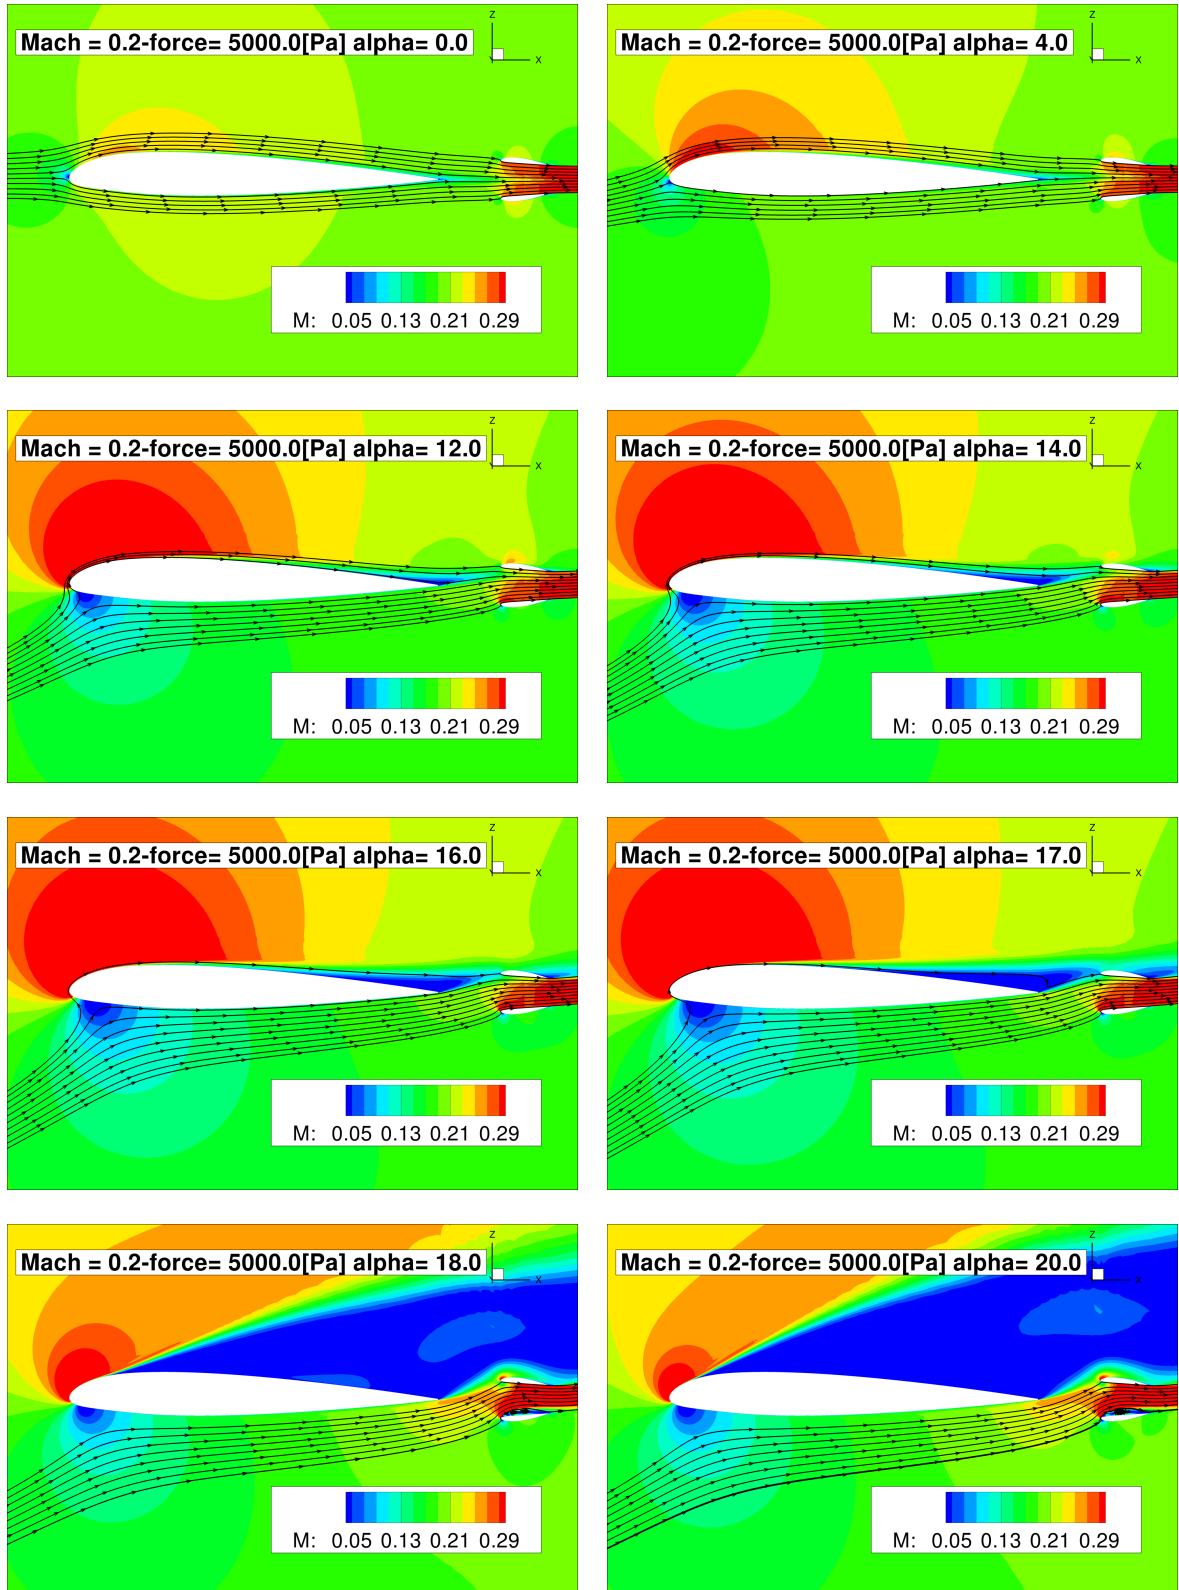 Mach = 0.2-force= 5000.0[Pa] alpha= 0.0
Z
X
M: 0.05 0.13 0.21 0.29
Mach = 0.2-force= 5000.0[Pa] alpha= 4.0
Z
X
M: 0.05 0.13 0.21 0.29
Mach = 0.2-force= 5000.0[Pa] alpha= 12.0
Z
X
M: 0.05 0.13 0.21 0.29
Mach = 0.2-force= 5000.0[Pa] alpha= 14.0
Z
X
M: 0.05 0.13 0.21 0.29
Mach = 0.2-force= 5000.0[Pa] alpha= 16.0
Z
X
M: 0.05 0.13 0.21 0.29
Mach = 0.2-force= 5000.0[Pa] alpha= 17.0
Z
X
M: 0.05 0.13 0.21 0.29
Mach = 0.2-force= 5000.0[Pa] alpha= 18.0
Z
X
M: 0.05 0.13 0.21 0.29
Mach = 0.2-force= 5000.0[Pa] alpha= 20.0
Z
X
M: 0.05 0.13 0.21 0.29